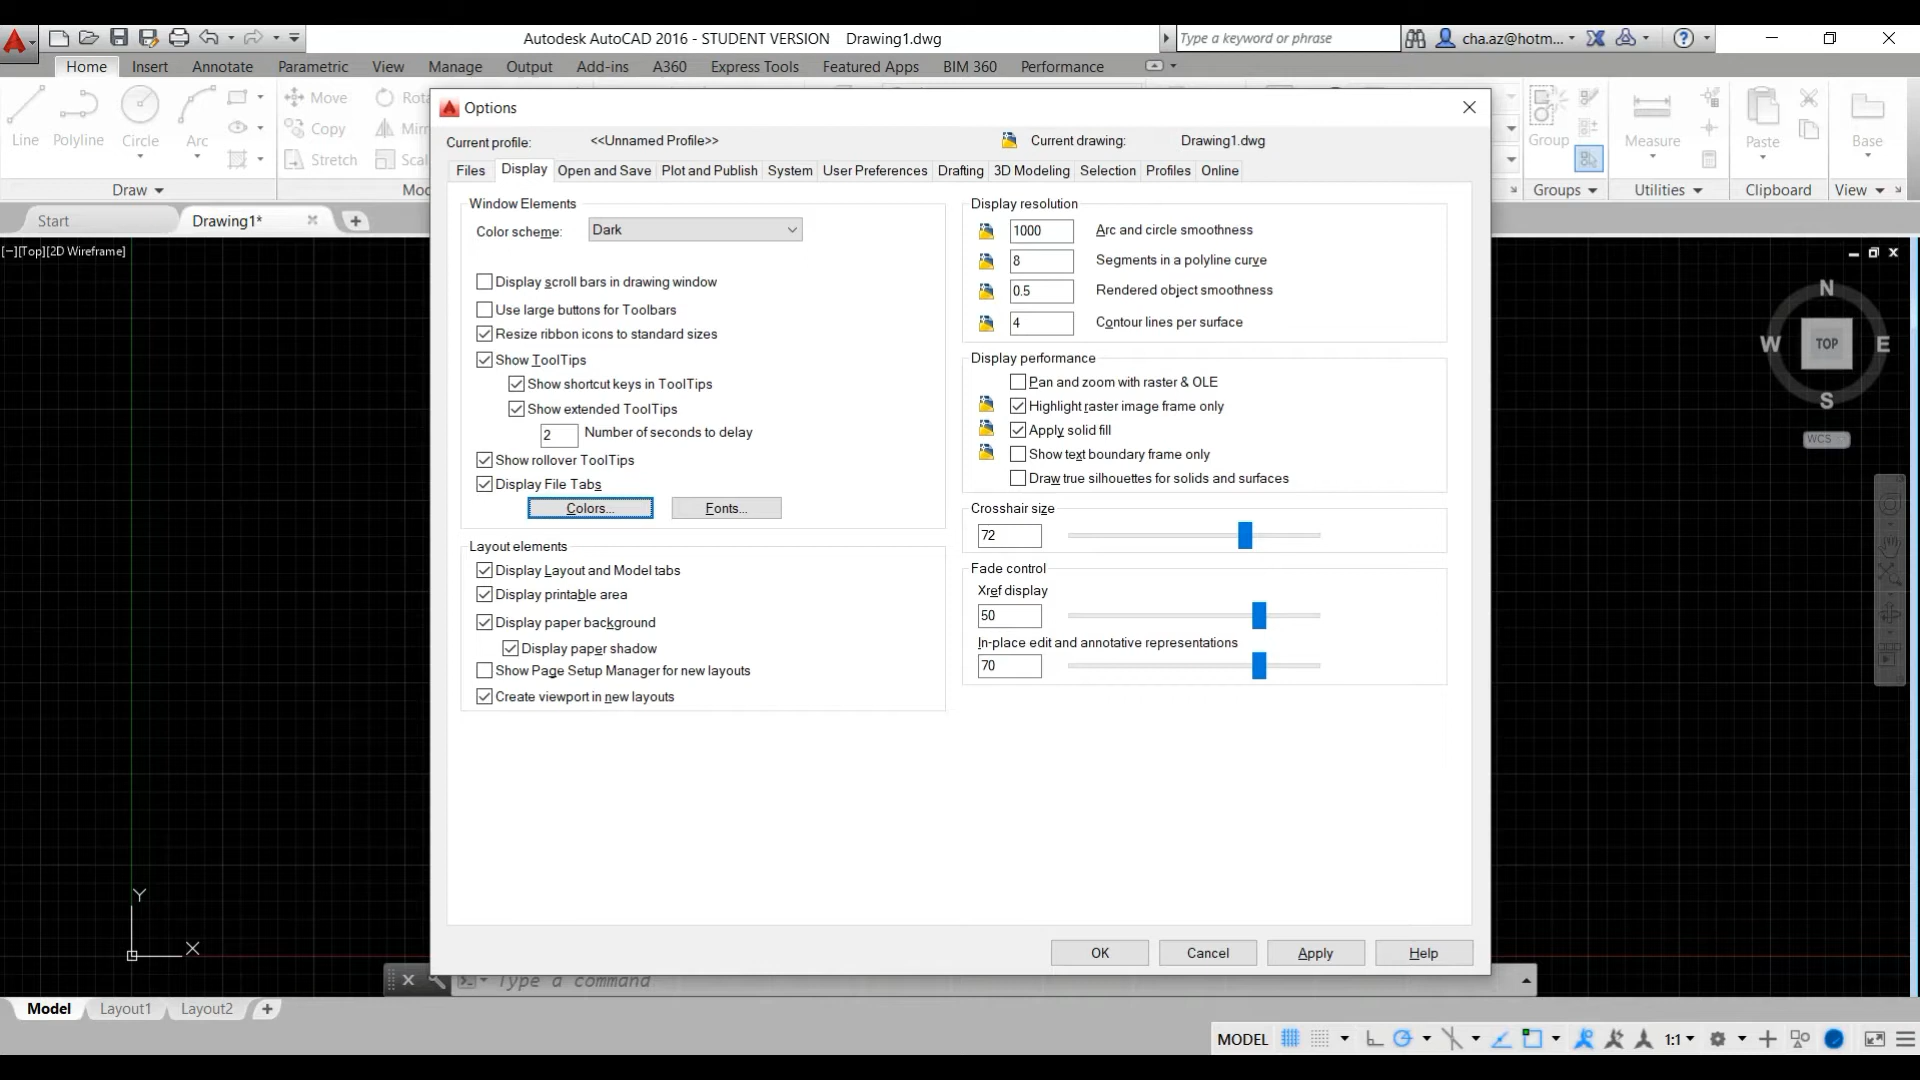 Autodesk AutoCAD 2016 - STUDENT VERSION Drawing1.dwg
Type a keyword or phrase
cha.az@hotm...
Home Insert Annotate Parametric View Manage Output Add-ins A360 Express Tools Featured Apps BIM 360 Performance
Line Polyline Circle Arc
Move
Copy
Stretch
Draw
Group Measure Paste Base
Groups Utilities Clipboard View
Start Drawing1* +
[−][Top][2D Wireframe]
N
W TOP E
S
WCS
Y
X
Options
Current profile: <<Unnamed Profile>> Current drawing: Drawing1.dwg
Files Display Open and Save Plot and Publish System User Preferences Drafting 3D Modeling Selection Profiles Online
Window Elements
Color scheme: Dark
Display scroll bars in drawing window
Use large buttons for Toolbars
Resize ribbon icons to standard sizes
Show ToolTips
Show shortcut keys in ToolTips
Show extended ToolTips
2 Number of seconds to delay
Show rollover ToolTips
Display File Tabs
Colors... Fonts...
Layout elements
Display Layout and Model tabs
Display printable area
Display paper background
Display paper shadow
Show Page Setup Manager for new layouts
Create viewport in new layouts
Display resolution
1000 Arc and circle smoothness
8 Segments in a polyline curve
0.5 Rendered object smoothness
4 Contour lines per surface
Display performance
Pan and zoom with raster & OLE
Highlight raster image frame only
Apply solid fill
Show text boundary frame only
Draw true silhouettes for solids and surfaces
Crosshair size
72
Fade control
Xref display
50
In-place edit and annotative representations
70
OK Cancel Apply Help
Type a command
Model Layout1 Layout2 +
MODEL 1:1